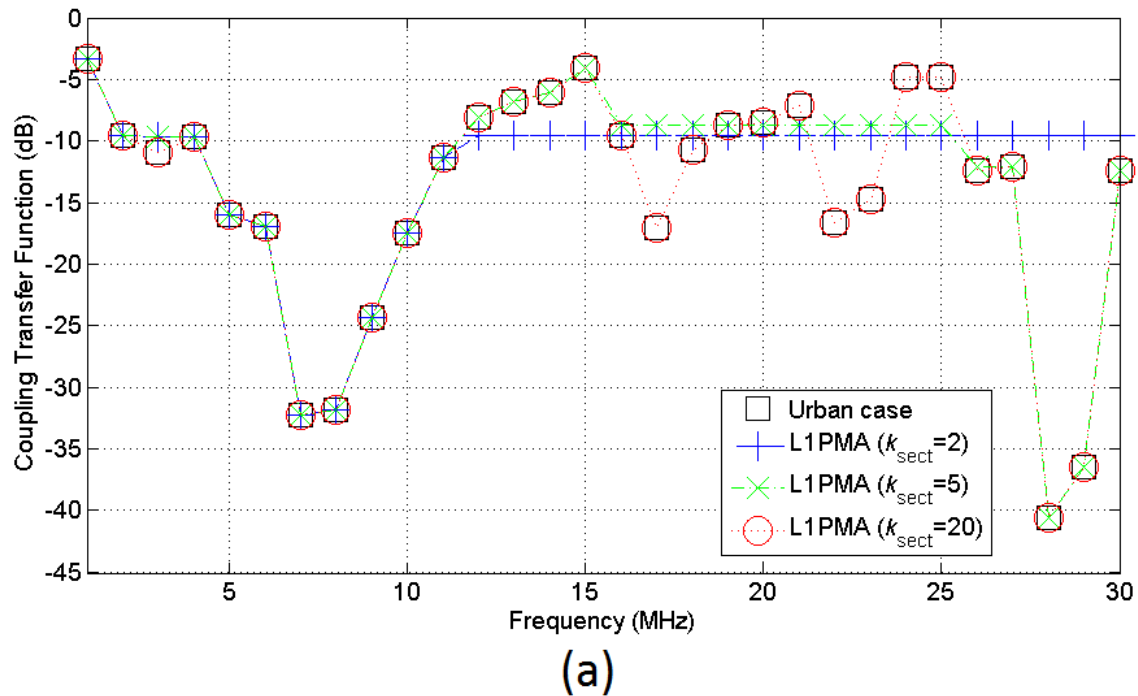 Coupling Transfer Function (dB)
0
-5
-10
-15
-20
-25
-30
-35
-40
-45
5
10
15
20
25
30
Frequency (MHz)
Urban case
L1PMA (ksect=2)
L1PMA (ksect=5)
L1PMA (ksect=20)
(a)